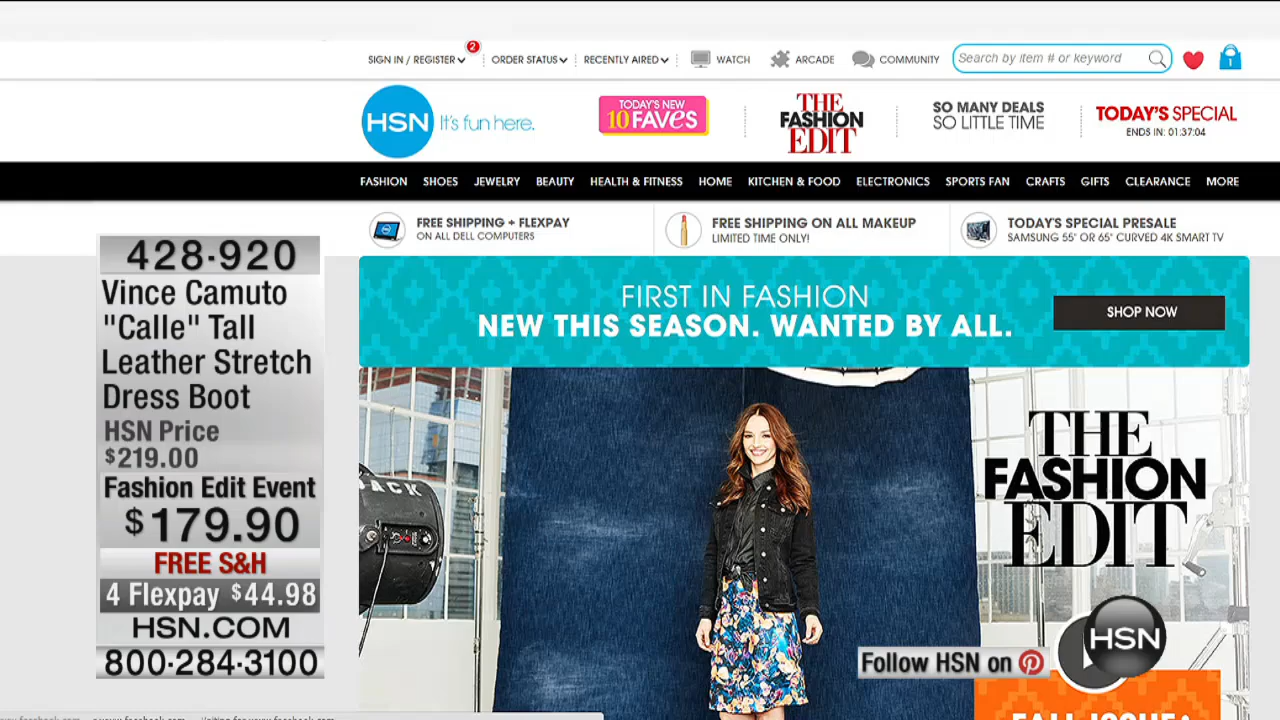 2
SIGN IN / REGISTER
ORDER STATUS
RECENTLY AIRED
WATCH
ARCADE
COMMUNITY
Search by item # or keyword
1
HSN It's fun here.
TODAY'S NEW
10 FAVES
THE
FASHION
EDIT
SO MANY DEALS
SO LITTLE TIME
TODAY'S SPECIAL
ENDS IN: 01:37:04
FASHION SHOES JEWELRY BEAUTY HEALTH & FITNESS HOME KITCHEN & FOOD ELECTRONICS SPORTS FAN CRAFTS GIFTS CLEARANCE MORE
FREE SHIPPING + FLEXPAY
ON ALL DELL COMPUTERS
FREE SHIPPING ON ALL MAKEUP
LIMITED TIME ONLY!
TODAY'S SPECIAL PRESALE
SAMSUNG 55" OR 65" CURVED 4K SMART TV
428-920
Vince Camuto
"Calle" Tall
Leather Stretch
Dress Boot
HSN Price
$219.00
Fashion Edit Event
$179.90
FREE S&H
4 Flexpay $44.98
HSN.COM
800-284-3100
FIRST IN FASHION
NEW THIS SEASON. WANTED BY ALL.
SHOP NOW
THE
FASHION
EDIT
HSN
Follow HSN on